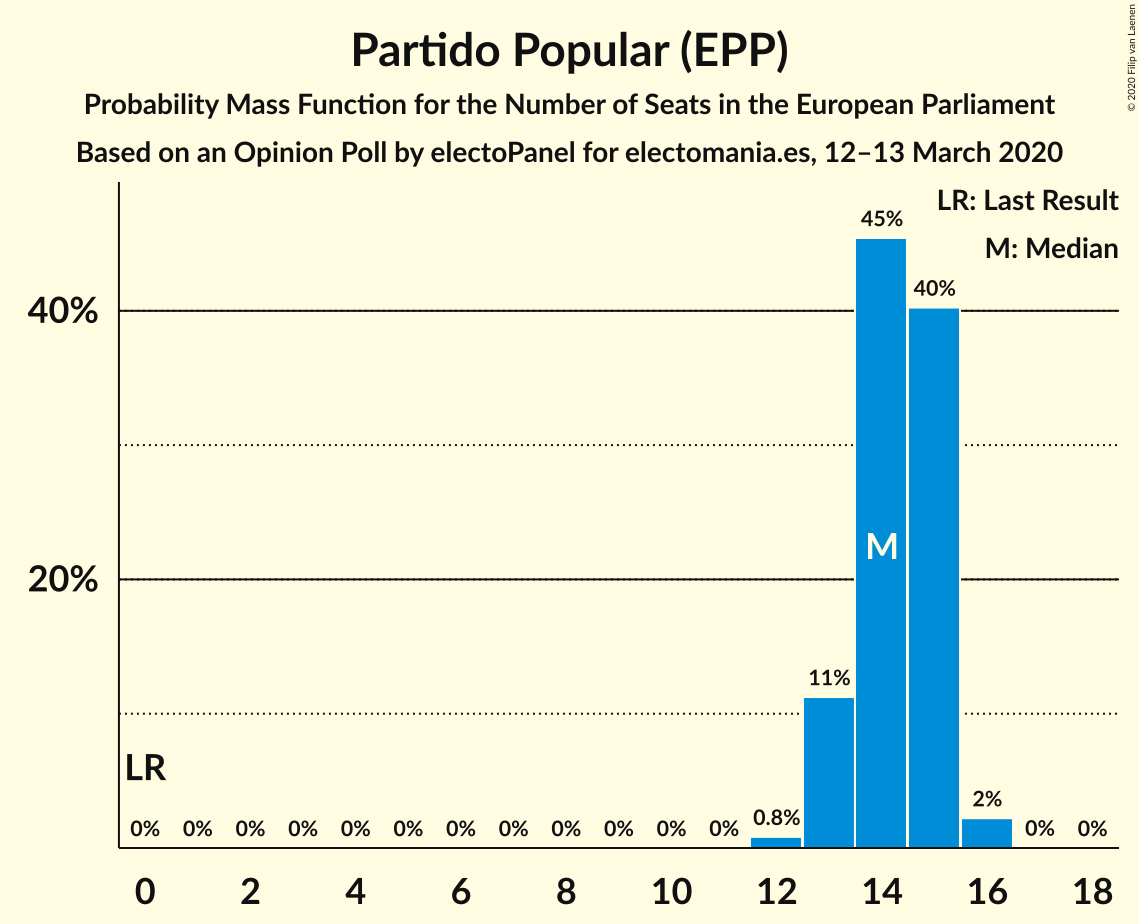 Partido Popular (EPP)
Probability Mass Function for the Number of Seats in the European Parliament
Based on an Opinion Poll by electoPanel for electomania.es, 12–13 March 2020
© 2020 Filip van Laenen
LR: Last Result
M: Median
45%
40%
40%
M
20%
11%
LR
0% 0% 0% 0% 0% 0% 0% 0% 0% 0% 0% 0% 0.8% 2% 0% 0%
0 2 4 6 8 10 12 14 16 18